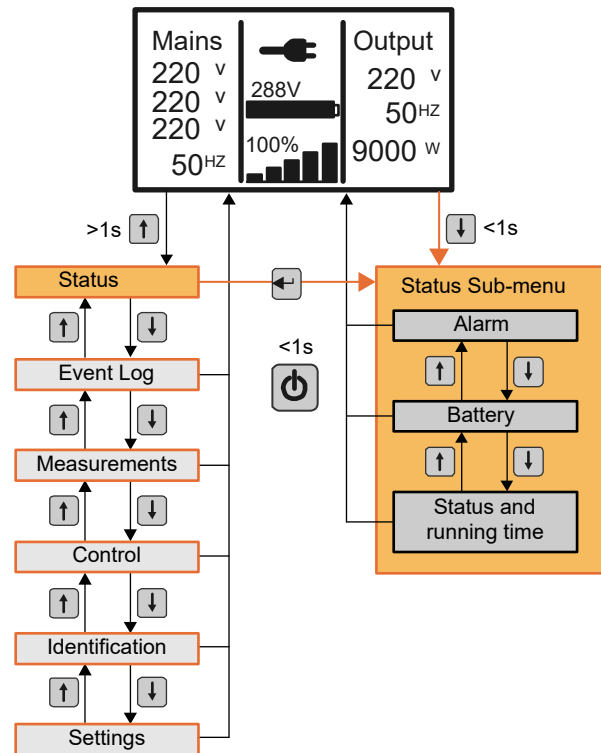 Mains
220 V
220 V
220 V
50HZ
288V
100%
Output
220 V
50HZ
9000 W
>1s
<1s
Status
Status Sub-menu
Alarm
<1s
Event Log
Battery
Measurements
Status and
running time
Control
Identification
Settings